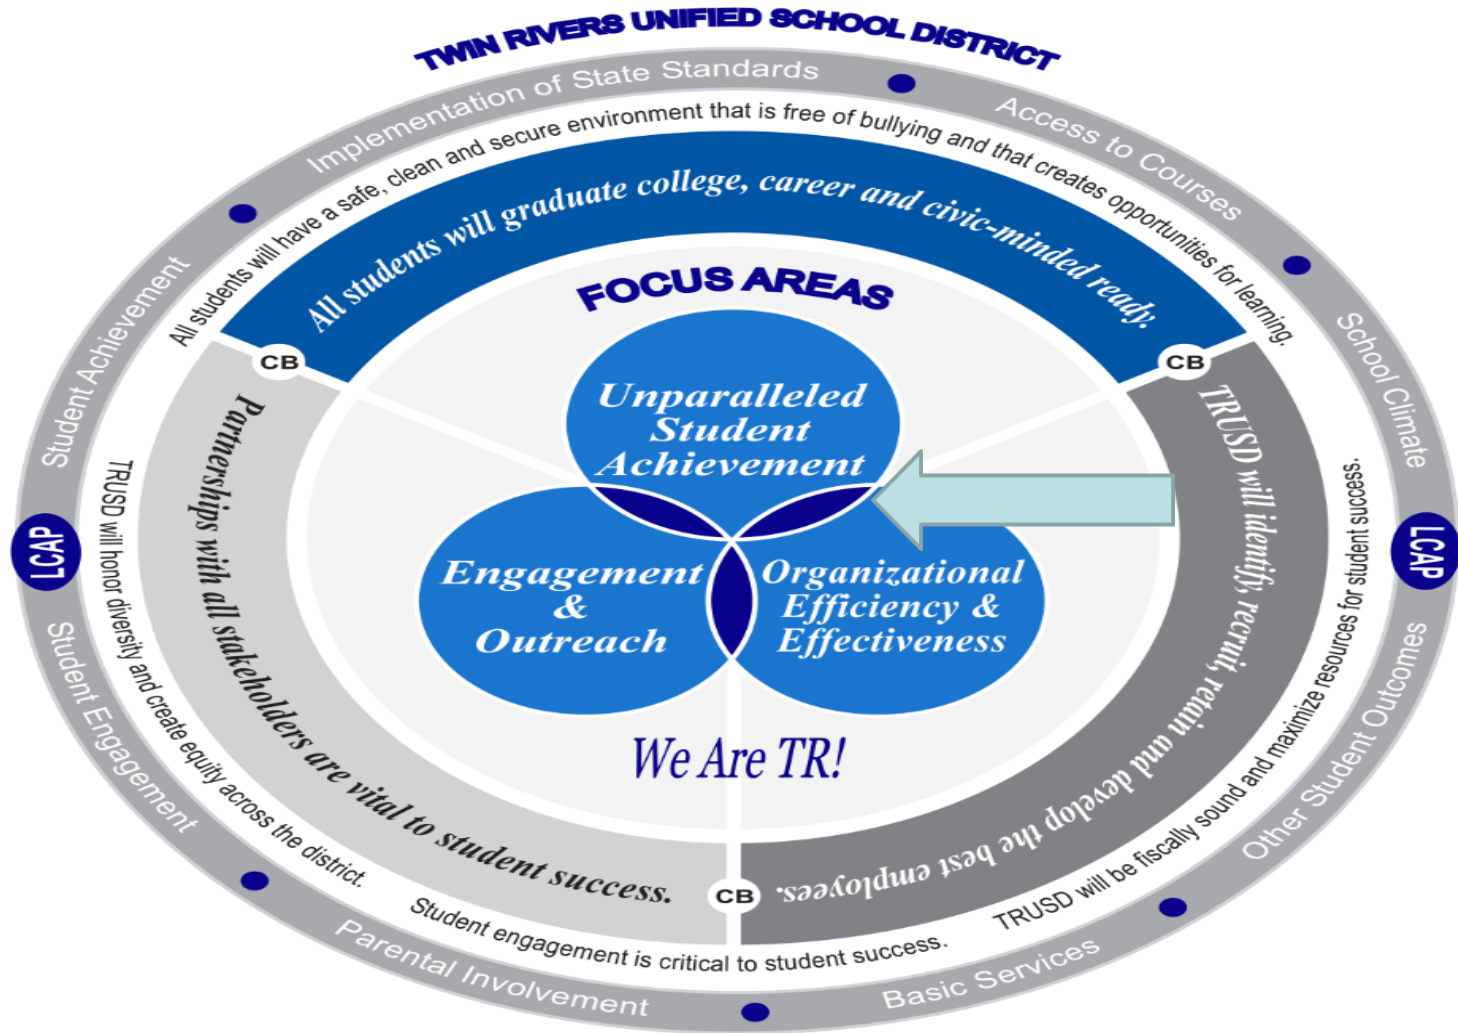 TWIN RIVERS UNIFIED SCHOOL DISTRICT
Implementation of State Standards
Access to Courses
School Climate
Student Achievement
LCAP
LCAP
Student Engagement
Parental Involvement
Basic Services
Other Student Outcomes
All students will have a safe, clean and secure environment that is free of bullying and that creates opportunities for learning.
TRUSD will honor diversity and create equity across the district.
Student engagement is critical to student success.
TRUSD will be fiscally sound and maximize resources for student success.
All students will graduate college, career and civic-minded ready.
CB
CB
Partnerships with all stakeholders are vital to student success.
TRUSD will identify, recruit, retain and develop the best employees.
CB
FOCUS AREAS
Unparalleled
Student
Achievement
Engagement
&
Outreach
Organizational
Efficiency &
Effectiveness
We Are TR!